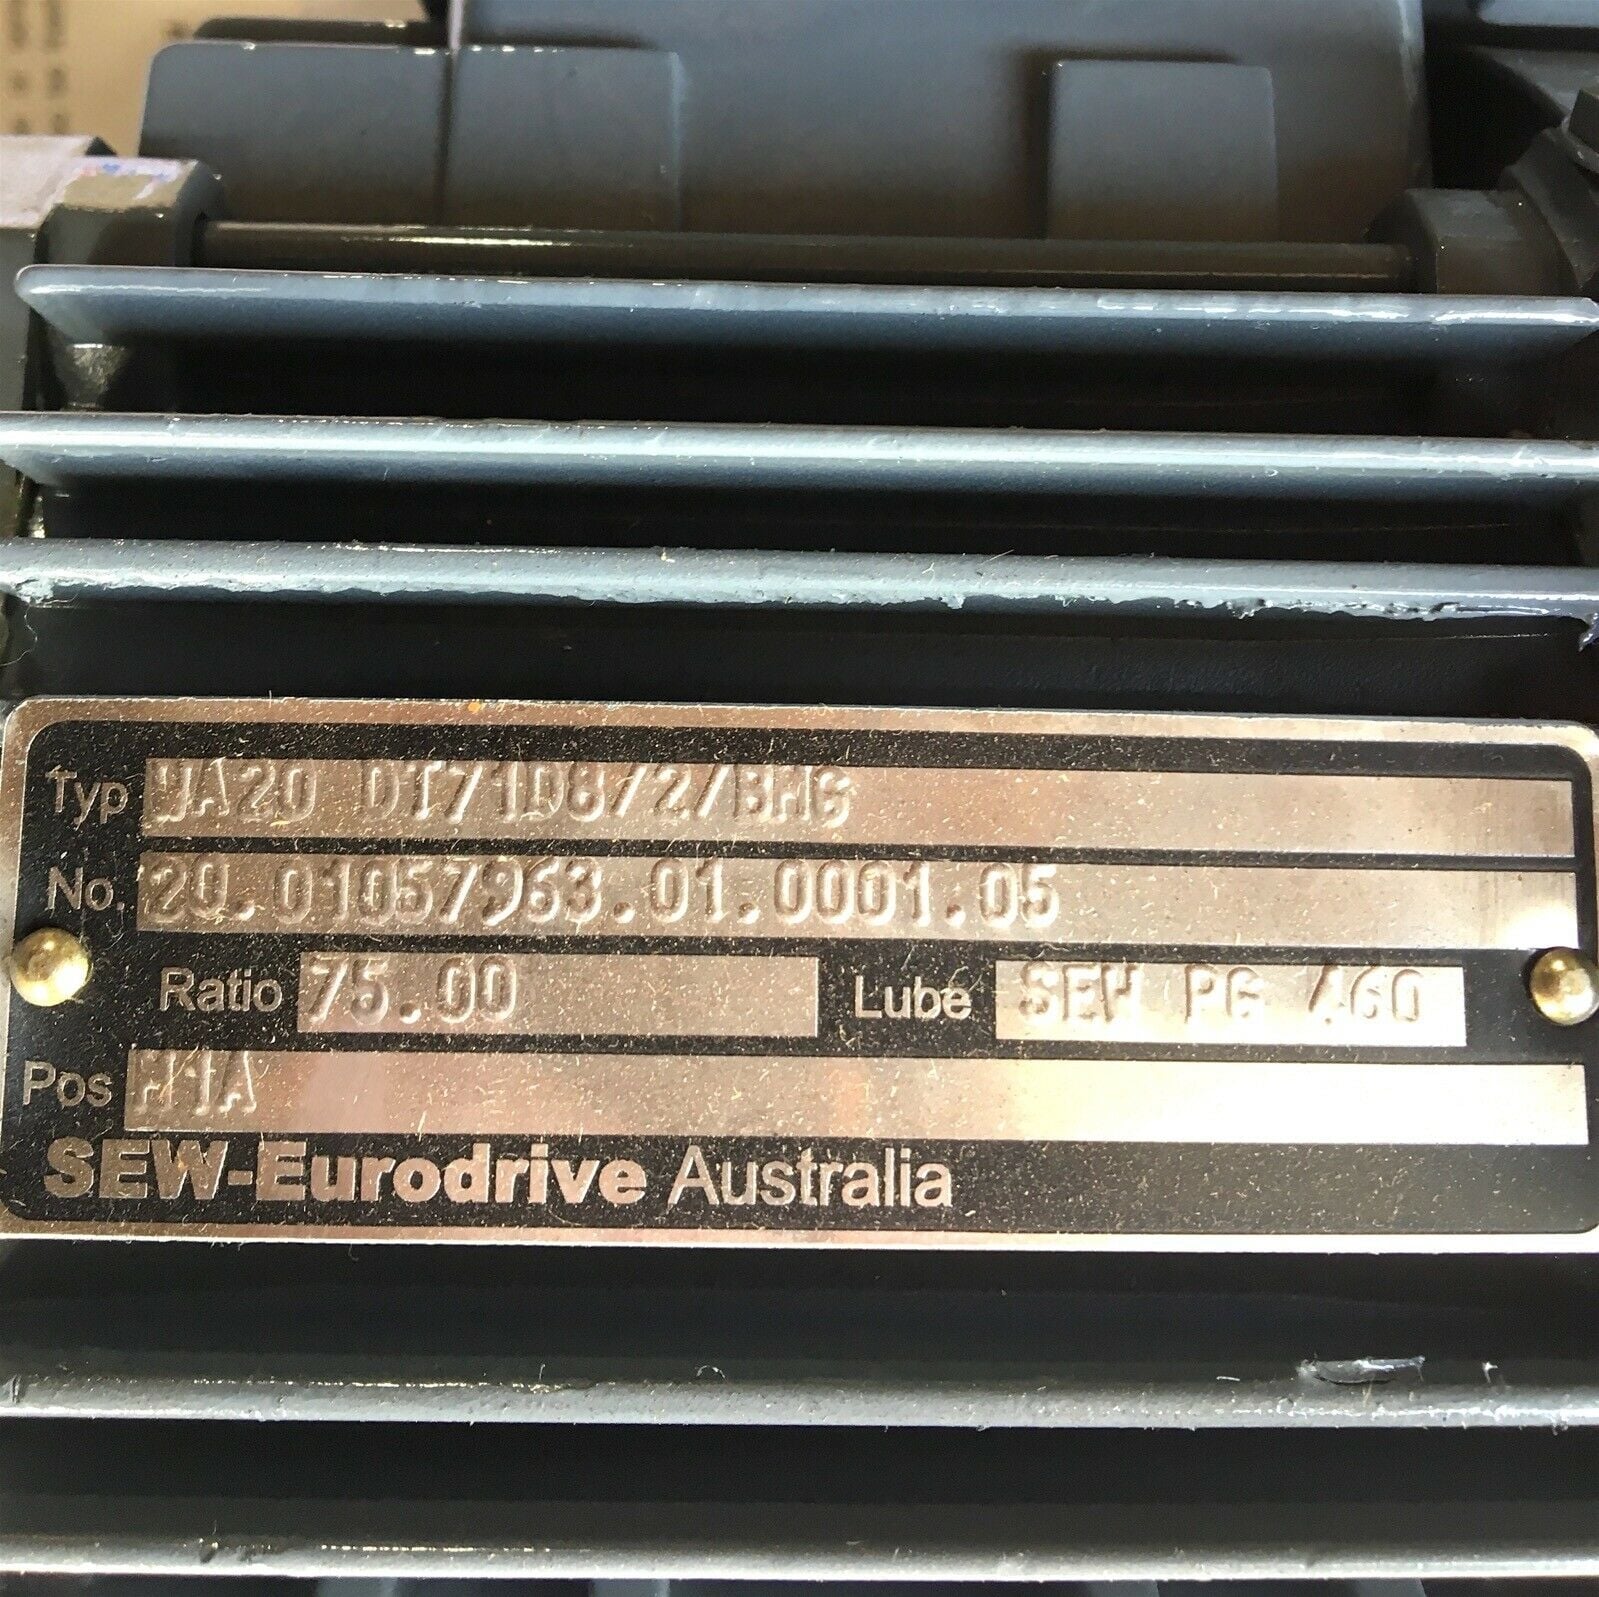 Typ WA20 DT71D8/2/BMG
No. 20.01057963.01.0001.05
Ratio 75.00 Lube SEW PG 460
Pos M1A
SEW-Eurodrive Australia